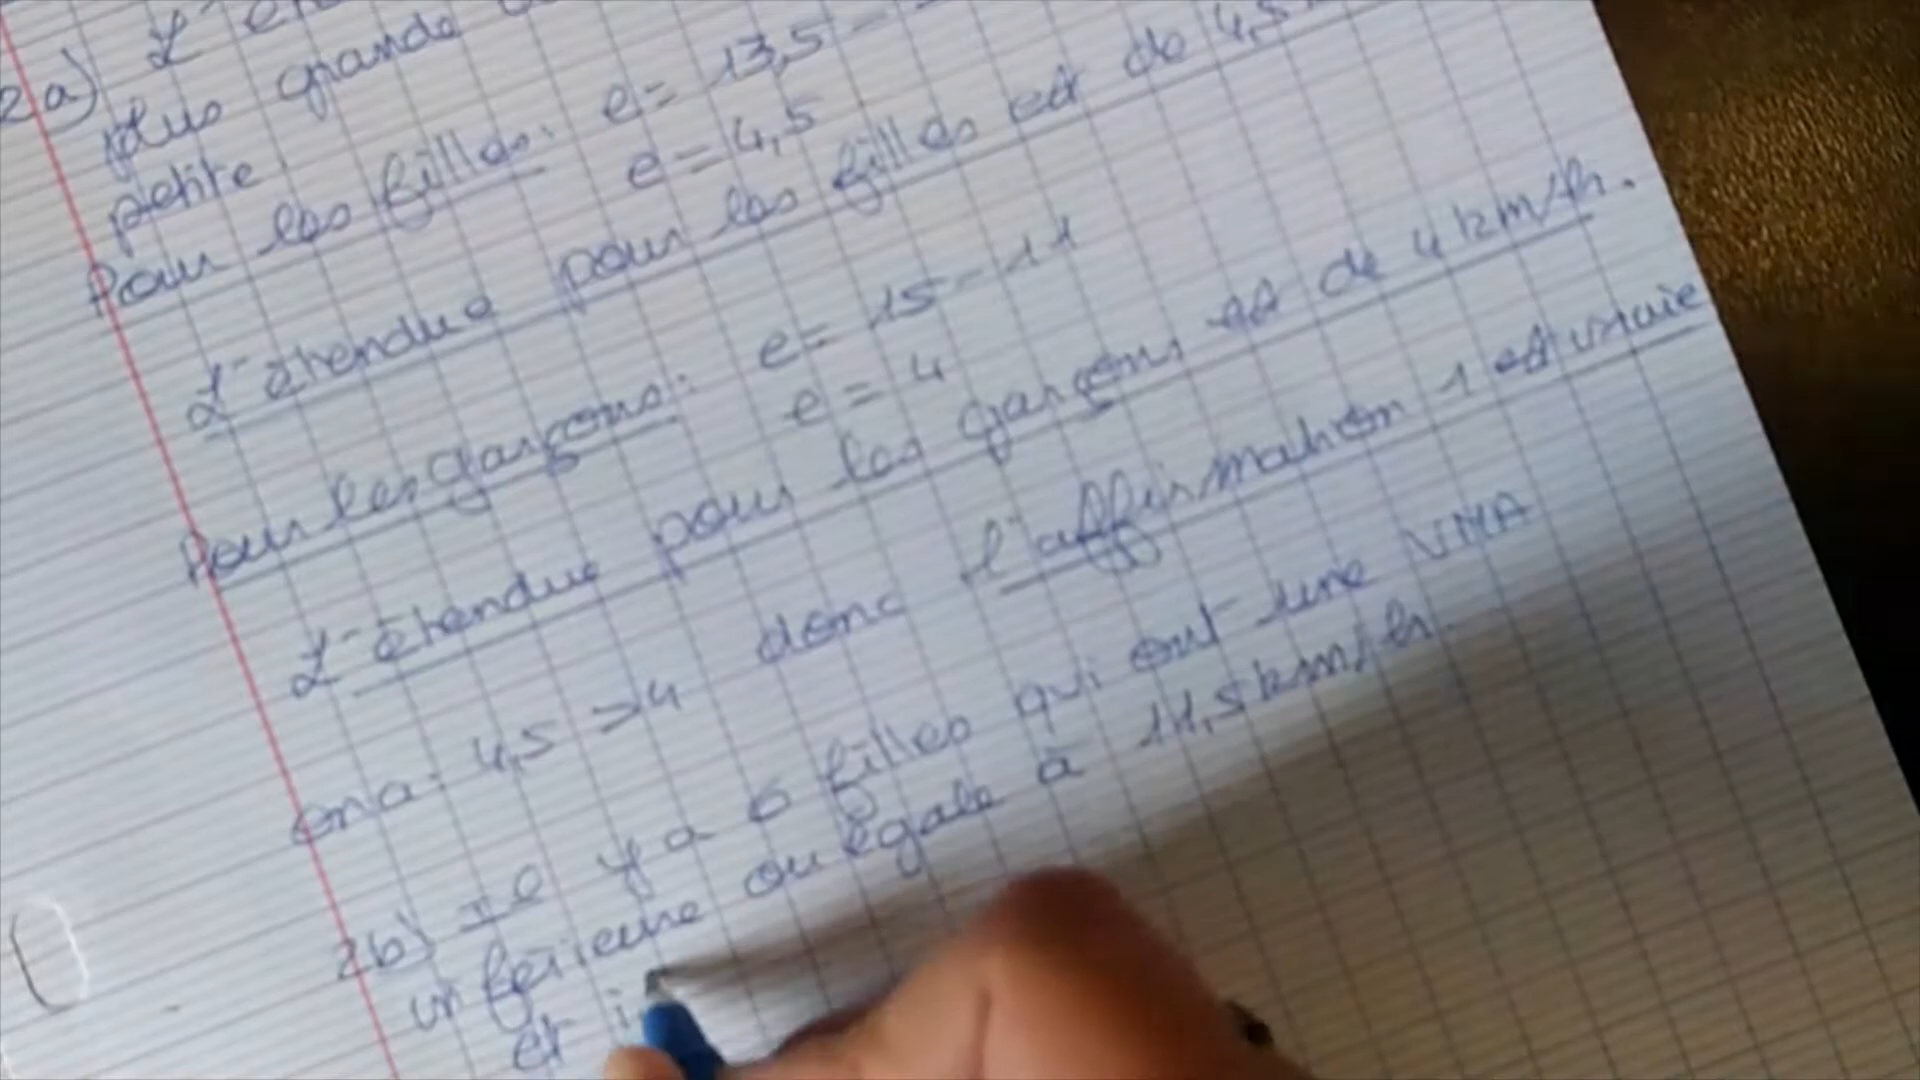 2a) L'éten
plus grande
petite.
Pour les filles: e = 13,5 -
e = 4,5
L'étendue pour les filles est de 4,5
Pour les garçons: e = 15 - 11
e = 4
L'étendue pour les garçons est de 4 km/h.
on a: 4,5 > 4 donc l'affirmation 1 est vraie
2b) Il y a 6 filles qui ont une VMA
inférieure ou égale à 11,5 km/h.
et i